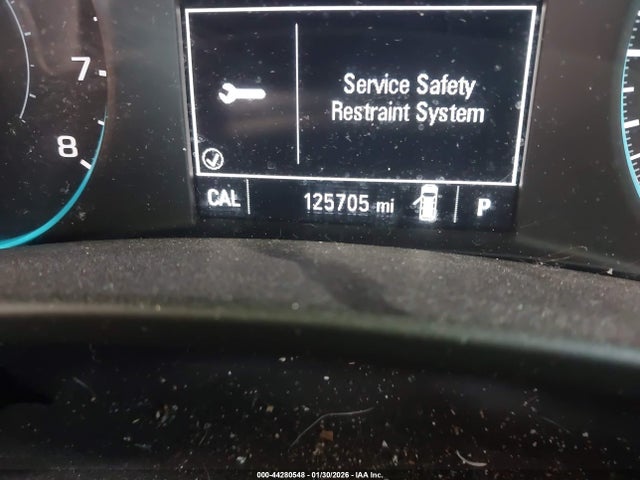 7
8
Service Safety
Restraint System
CAL
125705 mi
P
000-44280548 - 01/30/2026 - IAA Inc.